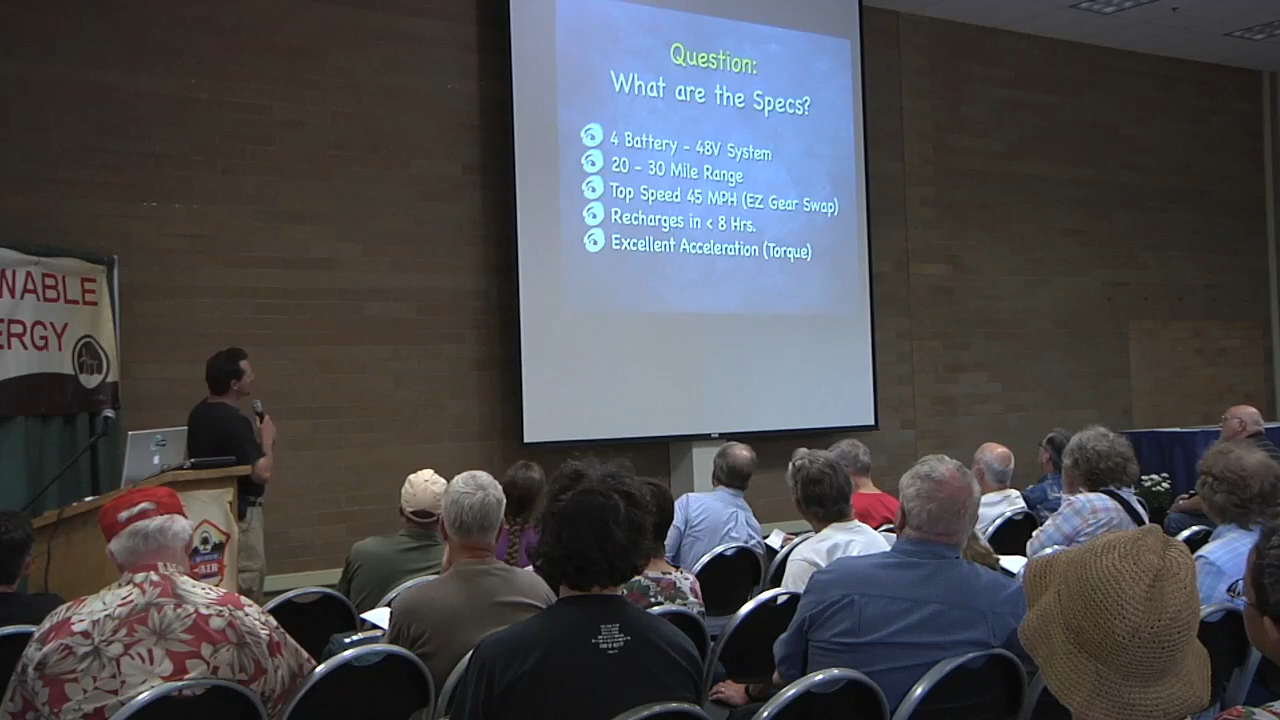 Question:
What are the Specs?
4 Battery - 48V System
20 - 30 Mile Range
Top Speed 45 MPH (EZ Gear Swap)
Recharges in < 8 Hrs.
Excellent Acceleration (Torque)
NABLE
ERGY
AIR